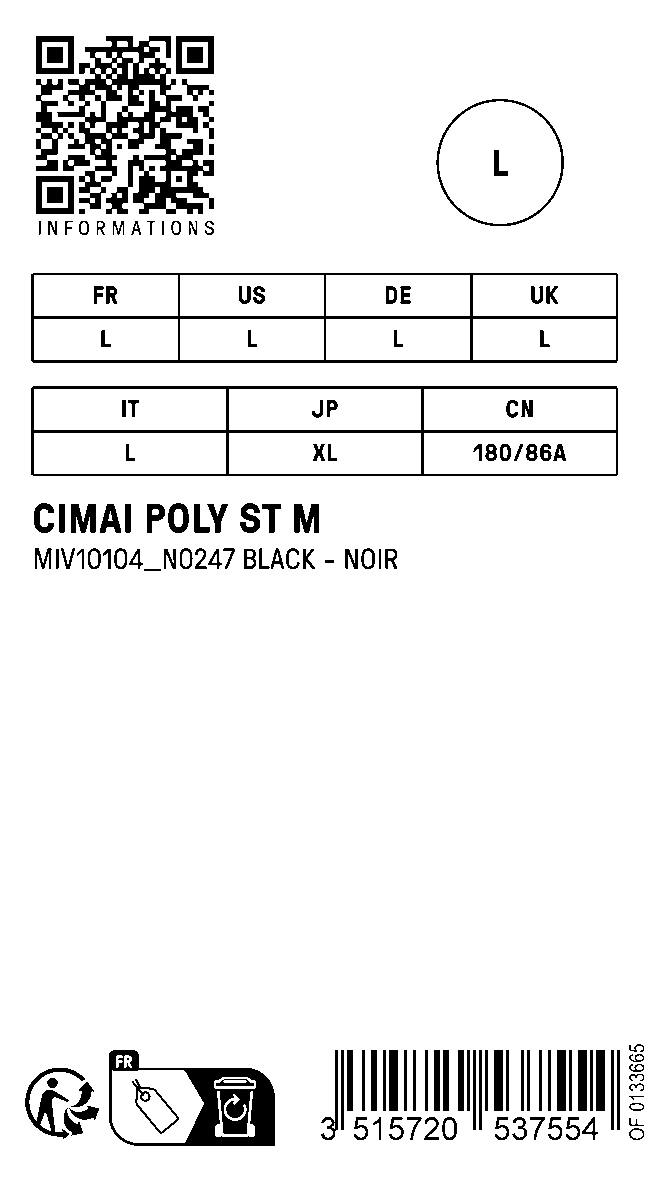 INFORMATIONS
L
FR US DE UK
L L L L
IT JP CN
L XL 180/86A
CIMAI POLY ST M
MIV10104_N0247 BLACK - NOIR
FR
3 515720 537554
OF 0133665